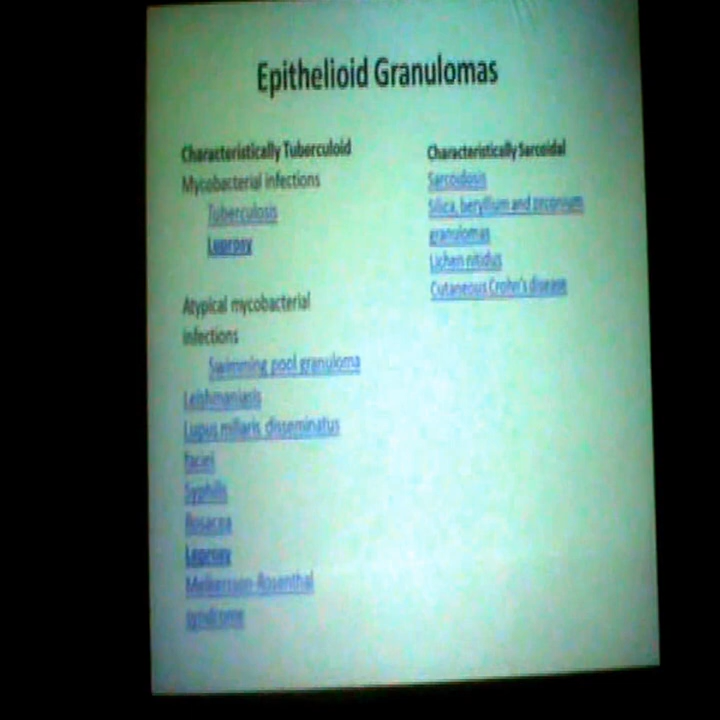 Epithelioid Granulomas
Characteristically Tuberculoid
Mycobacterial infections
Tuberculosis
Leprosy
Atypical mycobacterial
infections
Swimming pool granuloma
Leishmaniasis
Lupus miliaris disseminatus
faciei
Syphilis
Rosacea
Leprosy
Melkersson-Rosenthal
syndrome
Characteristically Sarcoidal
Sarcoidosis
Silica, beryllium and zirconium
granulomas
Lichen nitidus
Cutaneous Crohn's disease